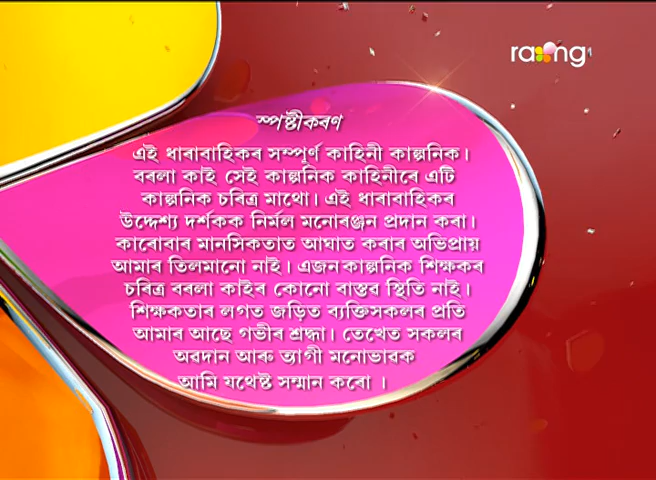 rang
স্পষ্টীকৰণ
এই ধাৰাবাহিকৰ সম্পূৰ্ণ কাহিনী কাল্পনিক।
বৰলা কাই সেই কাল্পনিক কাহিনীৰে এটি
কাল্পনিক চৰিত্ৰ মাথো। এই ধাৰাবাহিকৰ
উদ্দেশ্য দৰ্শকক নিৰ্মল মনোৰঞ্জন প্ৰদান কৰা।
কাৰোবাৰ মানসিকতাত আঘাত কৰাৰ অভিপ্ৰায়
আমাৰ তিলমানো নাই। এজন কাল্পনিক শিক্ষকৰ
চৰিত্ৰ বৰলা কাইৰ কোনো বাস্তৱ স্থিতি নাই।
শিক্ষকতাৰ লগত জড়িত ব্যক্তিসকলৰ প্ৰতি
আমাৰ আছে গভীৰ শ্ৰদ্ধা। তেখেত সকলৰ
অৱদান আৰু ত্যাগী মনোভাবক
আমি যথেষ্ট সন্মান কৰো ।